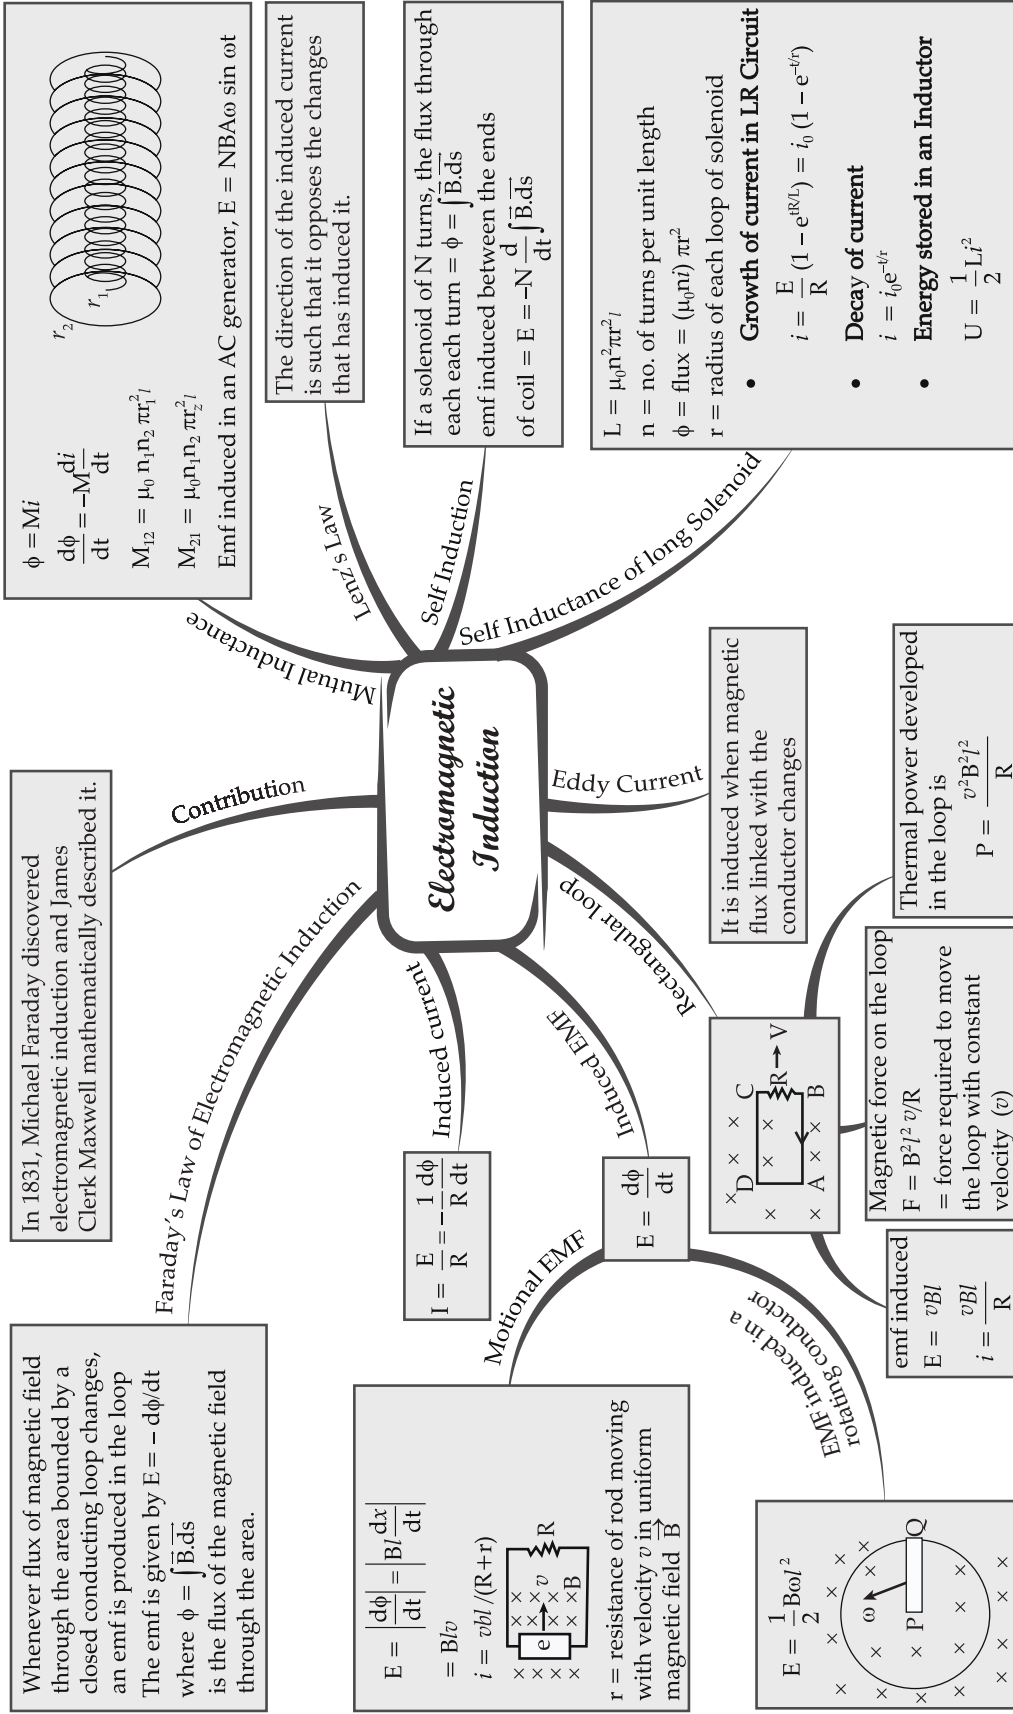 Electromagnetic
Induction
Mutual Inductance
ϕ = Mi
dϕ/dt = –M di/dt
M₁₂ = μ₀ n₁n₂ πr₁²l
M₂₁ = μ₀n₁n₂ πr_z²l
Emf induced in an AC generator, E = NBAω sin ωt
r₂
r₁
Lenz's Law
The direction of the induced current
is such that it opposes the changes
that has induced it.
Self Induction
If a solenoid of N turns, the flux through
each each turn = ϕ = ∫B.ds
emf induced between the ends
of coil = E = –N d/dt ∫B.ds
Self Inductance of long Solenoid
L = μ₀n²πr²l
n = no. of turns per unit length
ϕ = flux = (μ₀ni) πr²
r = radius of each loop of solenoid
• Growth of current in LR Circuit
i = E/R (1 – e^tR/L) = i₀ (1 – e^–t/r)
• Decay of current
i = i₀e^–t/r
• Energy stored in an Inductor
U = 1/2 Li²
Eddy Current
It is induced when magnetic
flux linked with the
conductor changes
Rectangular loop
D × × × C
× × × R → V
× A × × B
Thermal power developed
in the loop is
P = v²B²l²/R
Magnetic force on the loop
F = B²l² v/R
= force required to move
the loop with constant
velocity (v)
emf induced
E = vBl
i = vBl/R
Induced EMF
E = dϕ/dt
EMF induced in a
rotating conductor
E = 1/2 Bωl²
ω
P
Q
Motional EMF
E = |dϕ/dt| = |Bl dx/dt|
= Blv
i = vbl /(R+r)
e
v
B
R
r = resistance of rod moving
with velocity v in uniform
magnetic field B
Induced current
I = E/R = – 1/R dϕ/dt
Faraday's Law of Electromagnetic Induction
Whenever flux of magnetic field
through the area bounded by a
closed conducting loop changes,
an emf is produced in the loop
The emf is given by E = – dϕ/dt
where ϕ = ∫B.ds
is the flux of the magnetic field
through the area.
Contribution
In 1831, Michael Faraday discovered
electromagnetic induction and James
Clerk Maxwell mathematically described it.